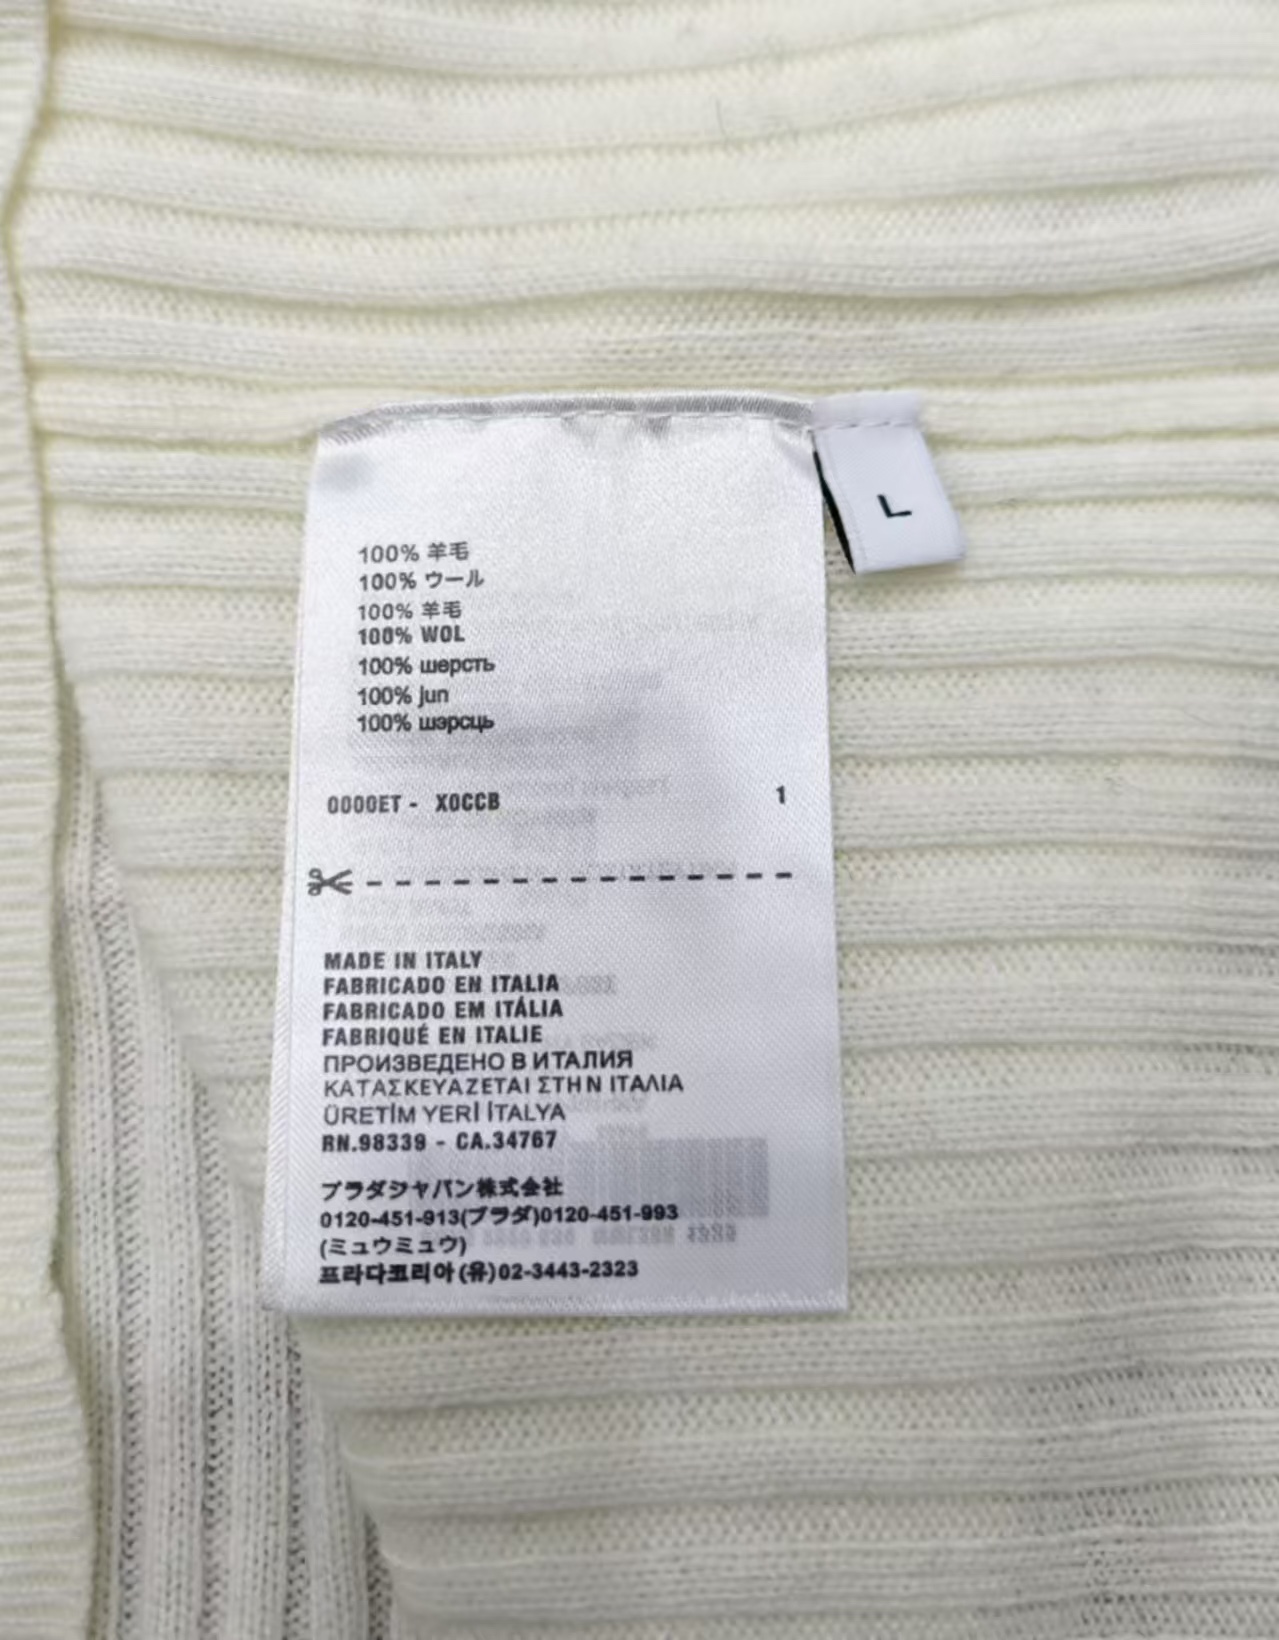 L
100% 羊毛
100% ウール
100% 羊毛
100% WOL
100% шерсть
100% jun
100% шэрсць
0000ET - X0CCB 1
MADE IN ITALY
FABRICADO EN ITALIA
FABRICADO EM ITÁLIA
FABRIQUÉ EN ITALIE
ПРОИЗВЕДЕНО В ИТАЛИЯ
ΚΑΤΑΣΚΕΥΑΖΕΤΑΙ ΣΤΗΝ ΙΤΑΛΙΑ
ÜRETİM YERİ İTALYA
RN.98339 - CA.34767
プラダジャパン株式会社
0120-451-913(プラダ)0120-451-993
(ミュウミュウ)
프라다코리아(유)02-3443-2323